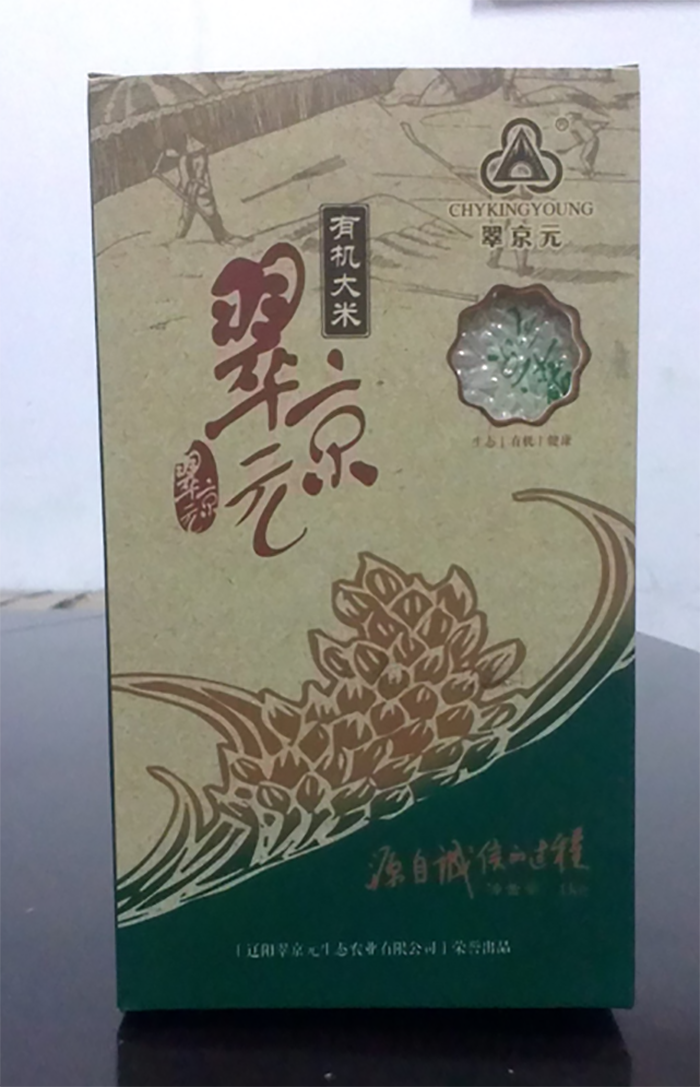 ®
CHYKINGYOUNG
翠京元
有机大米
翠京元
翠京元
生态|有机|健康
源自诚信的过程
净含量 1kg
|辽阳翠京元生态农业有限公司|荣誉出品